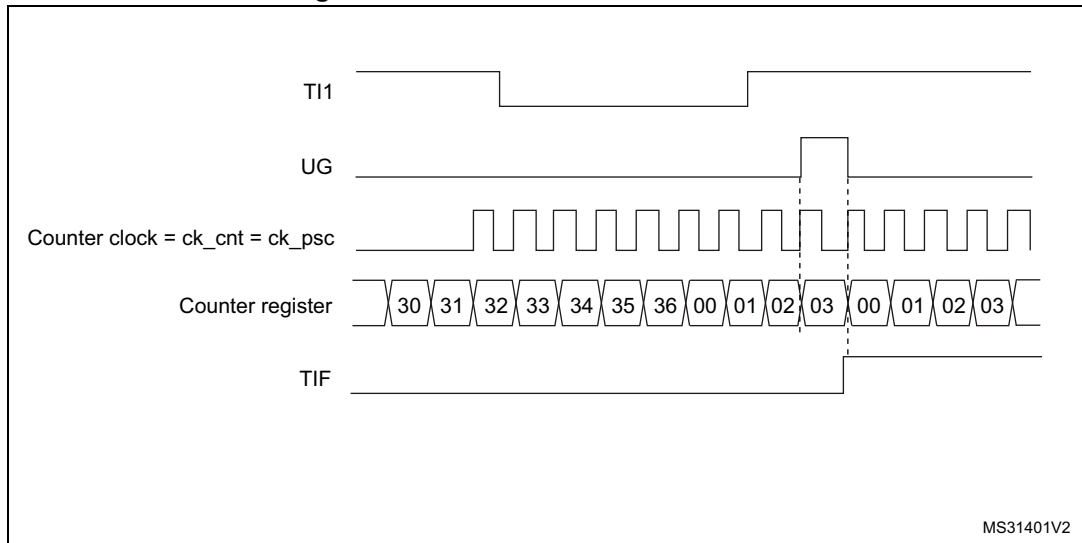 TI1
UG
Counter clock = ck_cnt = ck_psc
Counter register 30 31 32 33 34 35 36 00 01 02 03 00 01 02 03
TIF
MS31401V2